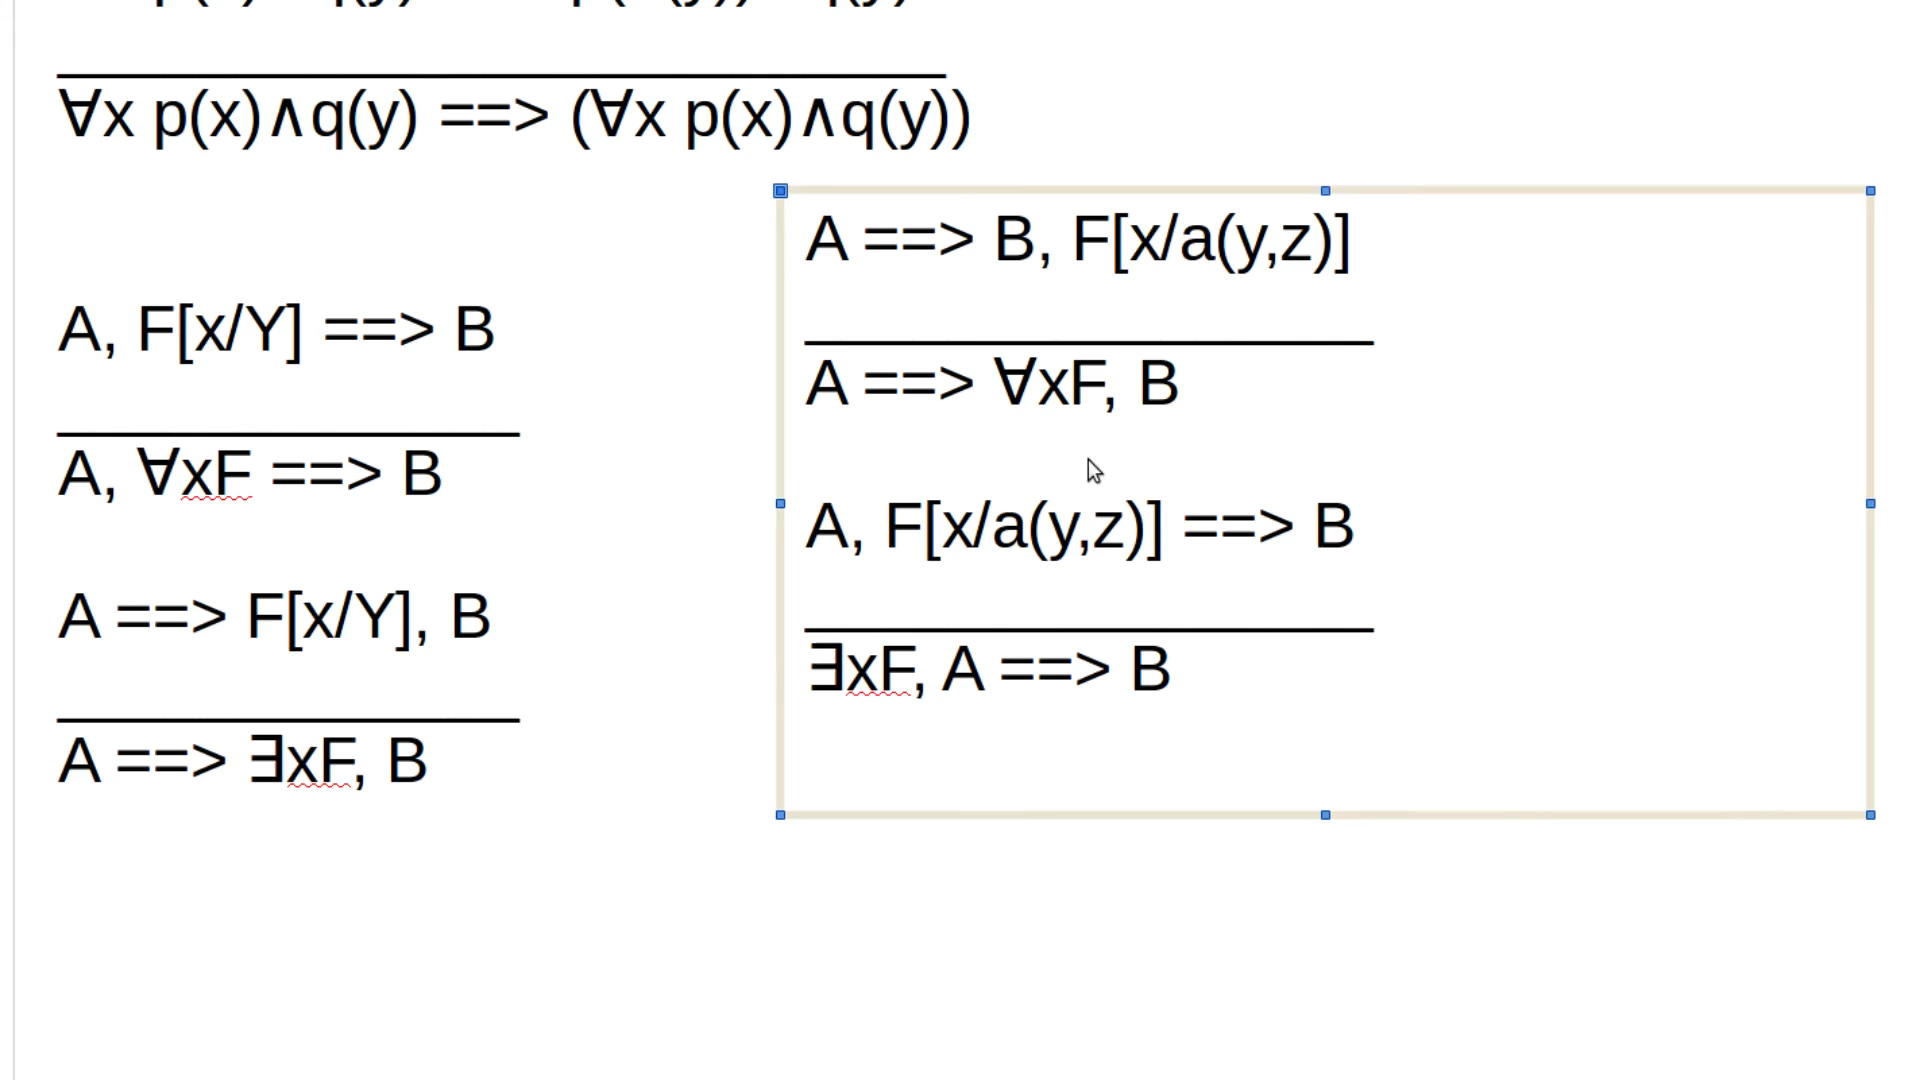 ∀x p(x)∧q(y) ==> (∀x p(x)∧q(y))
A, F[x/Y] ==> B
A, ∀xF ==> B
A ==> F[x/Y], B
A ==> ∃xF, B
A ==> B, F[x/a(y,z)]
A ==> ∀xF, B
A, F[x/a(y,z)] ==> B
∃xF, A ==> B